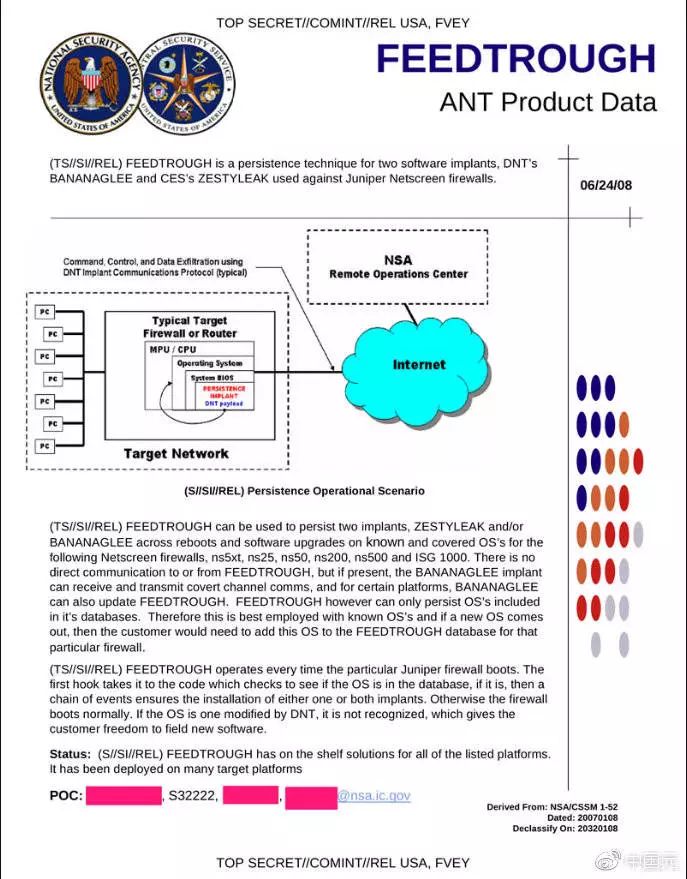 TOP SECRET//COMINT//REL USA, FVEY
NATIONAL SECURITY AGENCY
UNITED STATES OF AMERICA
CENTRAL SECURITY SERVICE
UNITED STATES OF AMERICA
FEEDTROUGH
ANT Product Data
(TS//SI//REL) FEEDTROUGH is a persistence technique for two software implants, DNT's
BANANAGLEE and CES's ZESTYLEAK used against Juniper Netscreen firewalls.
06/24/08
Command, Control, and Data Exfiltration using
DNT Implant Communications Protocol (typical)
NSA
Remote Operations Center
PC
PC
PC
PC
PC
PC
PC
Typical Target
Firewall or Router
MPU / CPU
Operating System
System BIOS
PERSISTENCE
IMPLANT
DNT payload
Internet
Target Network
(S//SI//REL) Persistence Operational Scenario
(TS//SI//REL) FEEDTROUGH can be used to persist two implants, ZESTYLEAK and/or
BANANAGLEE across reboots and software upgrades on known and covered OS's for the
following Netscreen firewalls, ns5xt, ns25, ns50, ns200, ns500 and ISG 1000. There is no
direct communication to or from FEEDTROUGH, but if present, the BANANAGLEE implant
can receive and transmit covert channel comms, and for certain platforms, BANANAGLEE
can also update FEEDTROUGH. FEEDTROUGH however can only persist OS's included
in it's databases. Therefore this is best employed with known OS's and if a new OS comes
out, then the customer would need to add this OS to the FEEDTROUGH database for that
particular firewall.
(TS//SI//REL) FEEDTROUGH operates every time the particular Juniper firewall boots. The
first hook takes it to the code which checks to see if the OS is in the database, if it is, then a
chain of events ensures the installation of either one or both implants. Otherwise the firewall
boots normally. If the OS is one modified by DNT, it is not recognized, which gives the
customer freedom to field new software.
Status: (S//SI//REL) FEEDTROUGH has on the shelf solutions for all of the listed platforms.
It has been deployed on many target platforms
POC: , S32222, , @nsa.ic.gov
Derived From: NSA/CSSM 1-52
Dated: 20070108
Declassify On: 20320108
TOP SECRET//COMINT//REL USA, FVEY